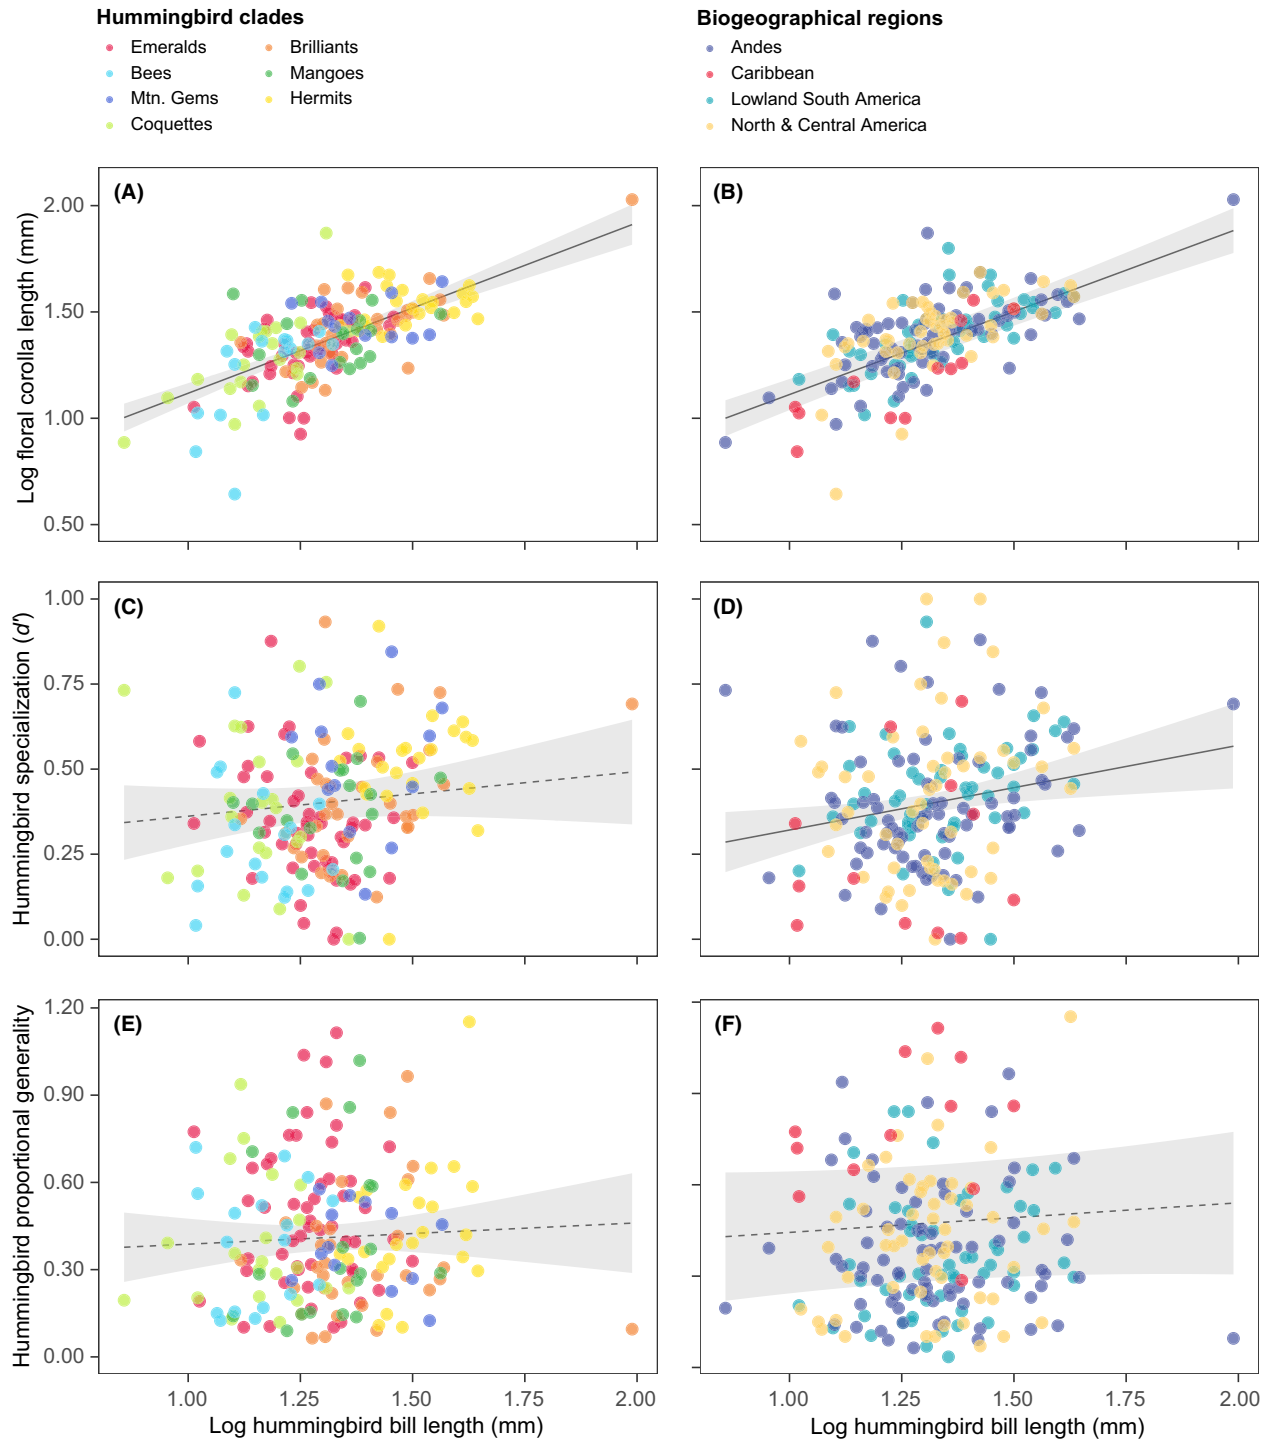 Hummingbird clades
Emeralds
Bees
Mtn. Gems
Coquettes
Brilliants
Mangoes
Hermits
Biogeographical regions
Andes
Caribbean
Lowland South America
North & Central America
(A)
(B)
Log floral corolla length (mm)
2.00
1.50
1.00
0.50
(C)
(D)
Hummingbird specialization (d')
1.00
0.75
0.50
0.25
0.00
(E)
(F)
Hummingbird proportional generality
1.20
0.90
0.60
0.30
0.00
1.00 1.25 1.50 1.75 2.00
Log hummingbird bill length (mm)
1.00 1.25 1.50 1.75 2.00
Log hummingbird bill length (mm)